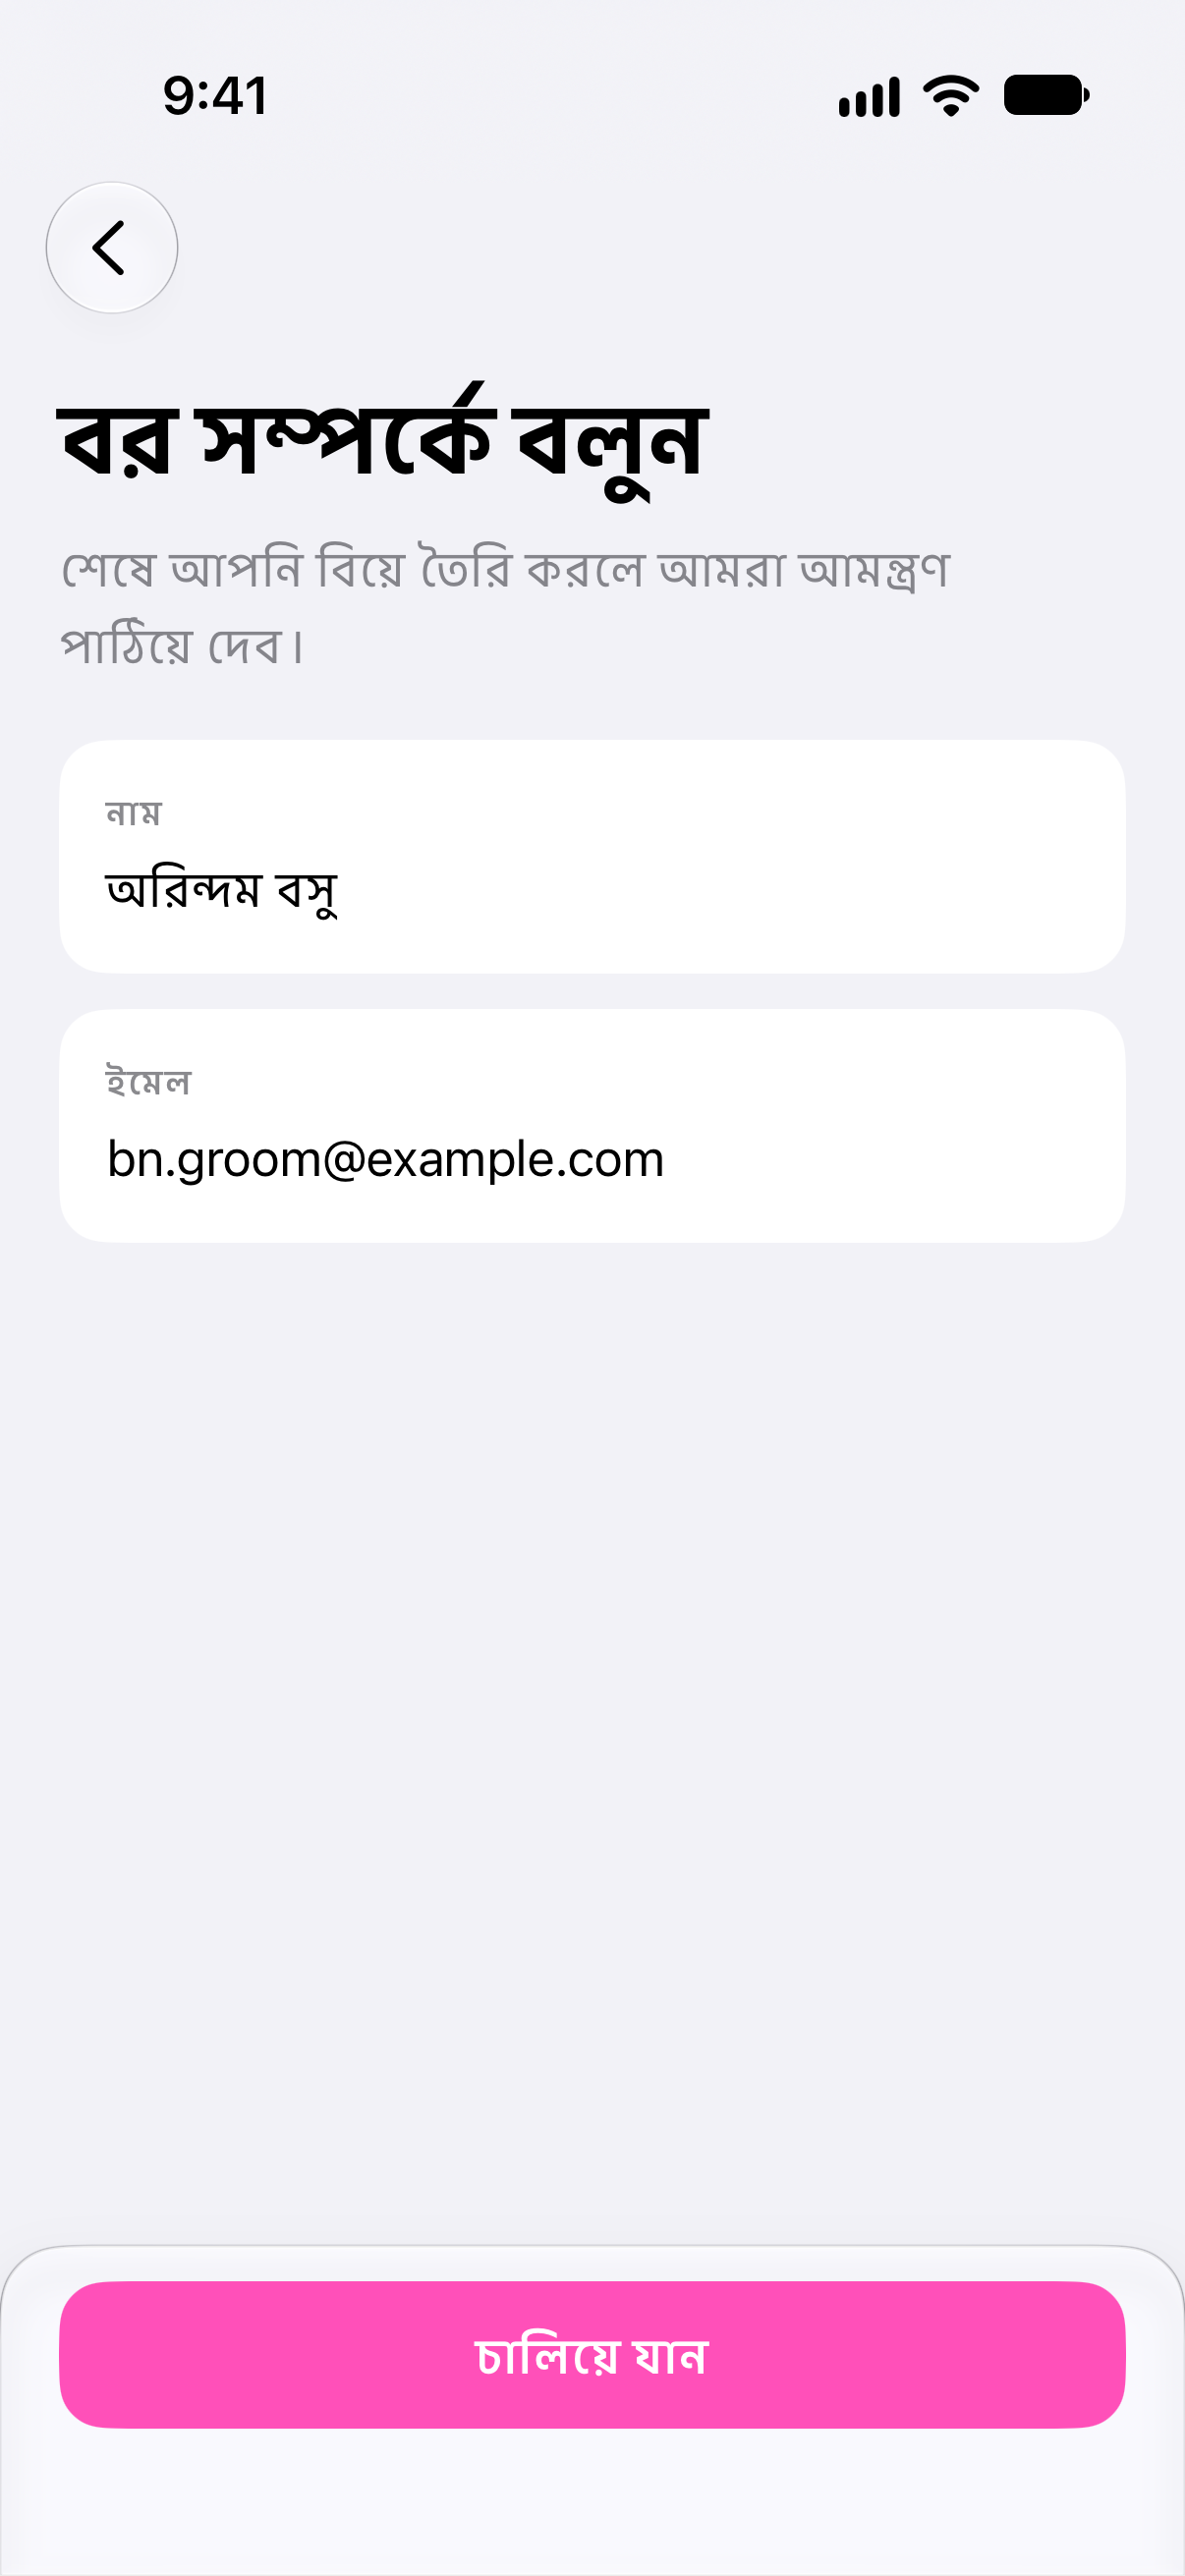 9:41
বর সম্পর্কে বলুন
শেষে আপনি বিয়ে তৈরি করলে আমরা আমন্ত্রণ
পাঠিয়ে দেব।
নাম
অরিন্দম বসু
ইমেল
bn.groom@example.com
চালিয়ে যান